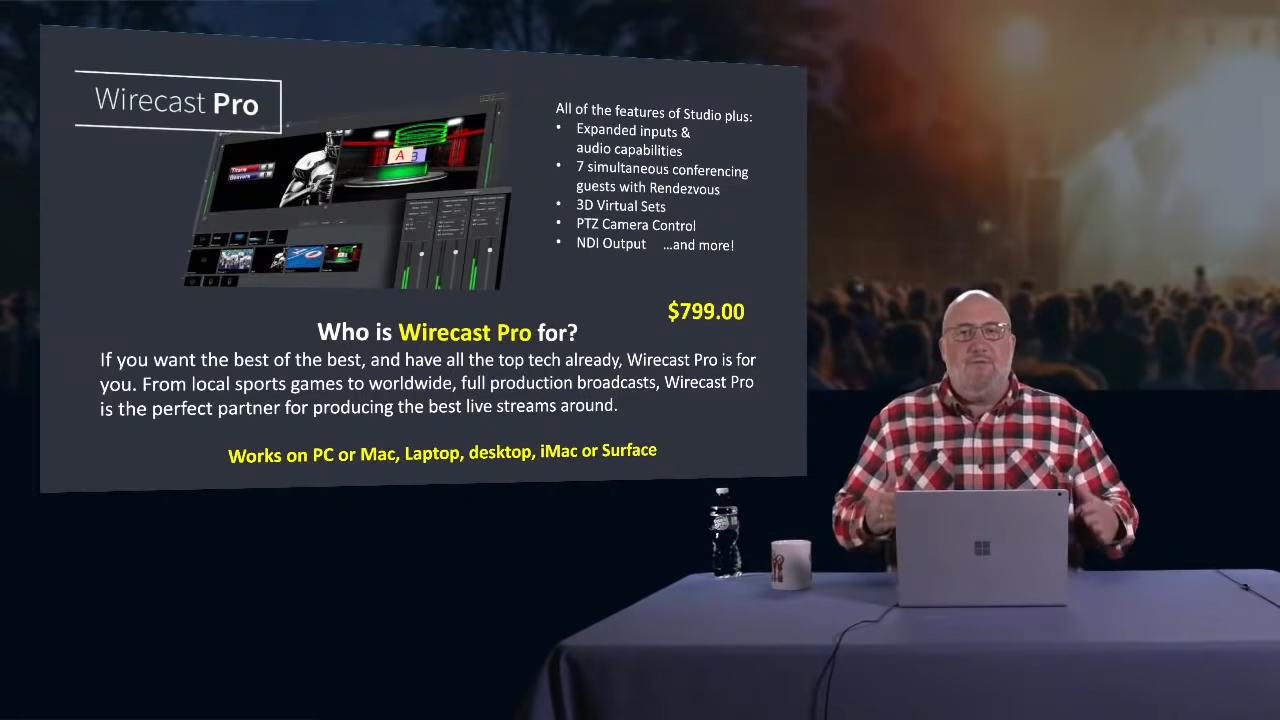 Wirecast Pro
All of the features of Studio plus:
• Expanded inputs &
audio capabilities
• 7 simultaneous conferencing
guests with Rendezvous
• 3D Virtual Sets
• PTZ Camera Control
• NDI Output …and more!
$799.00
Who is Wirecast Pro for?
If you want the best of the best, and have all the top tech already, Wirecast Pro is for
you. From local sports games to worldwide, full production broadcasts, Wirecast Pro
is the perfect partner for producing the best live streams around.
Works on PC or Mac, Laptop, desktop, iMac or Surface